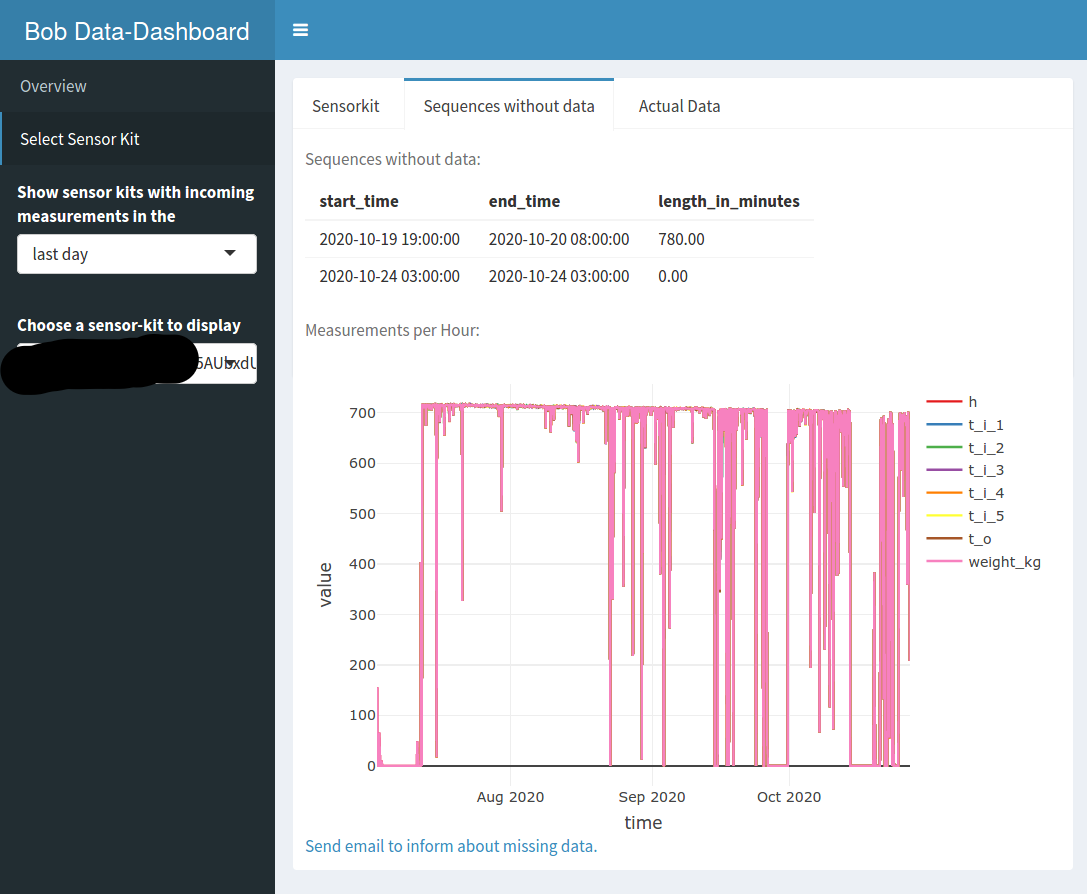 Bob Data-Dashboard
Overview
Select Sensor Kit
Show sensor kits with incoming
measurements in the
last day
Choose a sensor-kit to display
Sensorkit
Sequences without data
Actual Data
Sequences without data:
start_time end_time length_in_minutes
2020-10-19 19:00:00 2020-10-20 08:00:00 780.00
2020-10-24 03:00:00 2020-10-24 03:00:00 0.00
Measurements per Hour:
value
700
600
500
400
300
200
100
0
Aug 2020 Sep 2020 Oct 2020
time
h
t_i_1
t_i_2
t_i_3
t_i_4
t_i_5
t_o
weight_kg
Send email to inform about missing data.